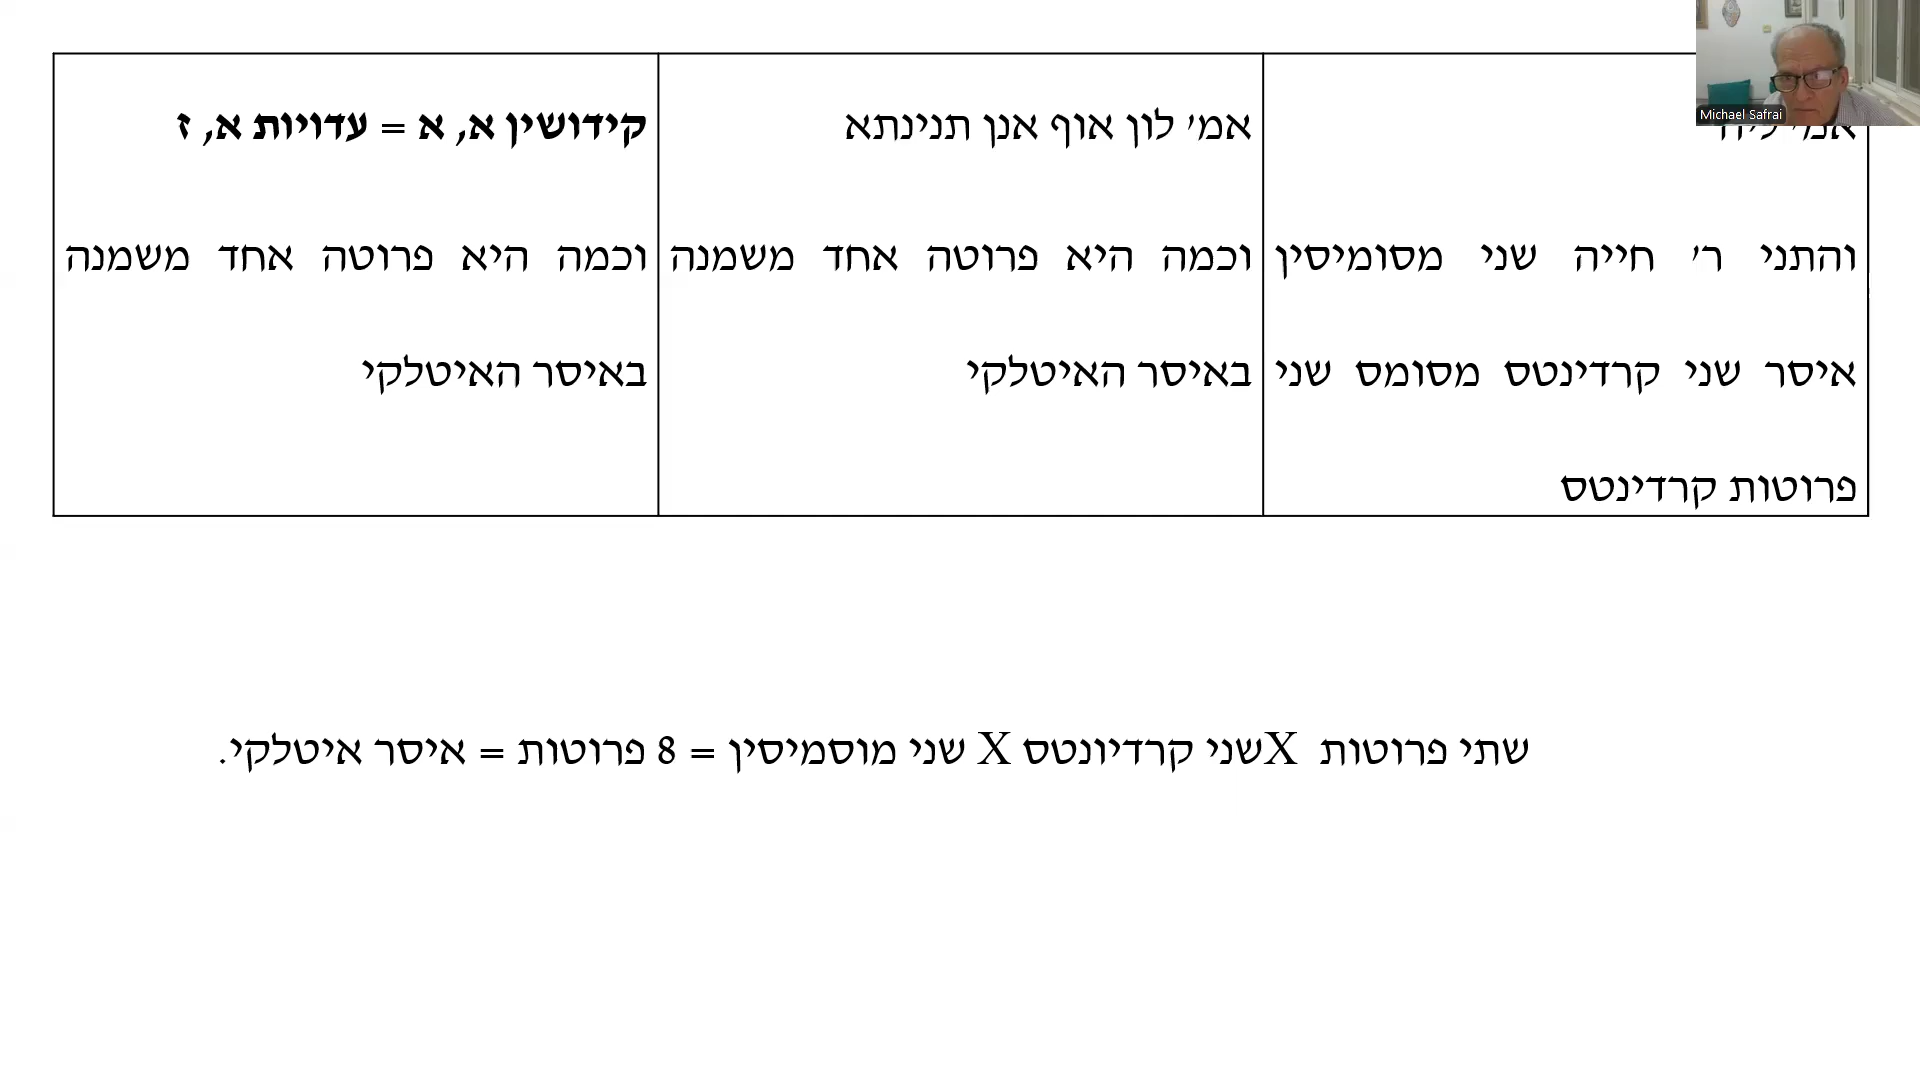 Michael Safrai
אמ' ליה
והתני ר' חייה שני מסומיסין
איסר שני קרדינטס מסומס שני
פרוטות קרדינטס
אמ' לון אוף אנן תנינתא
וכמה היא פרוטה אחד משמנה
באיסר האיטלקי
קידושין א, א = עדויות א, ז
וכמה היא פרוטה אחד משמנה
באיסר האיטלקי
שתי פרוטות Xשני קרדיונטס X שני מוסמיסין = 8 פרוטות = איסר איטלקי.